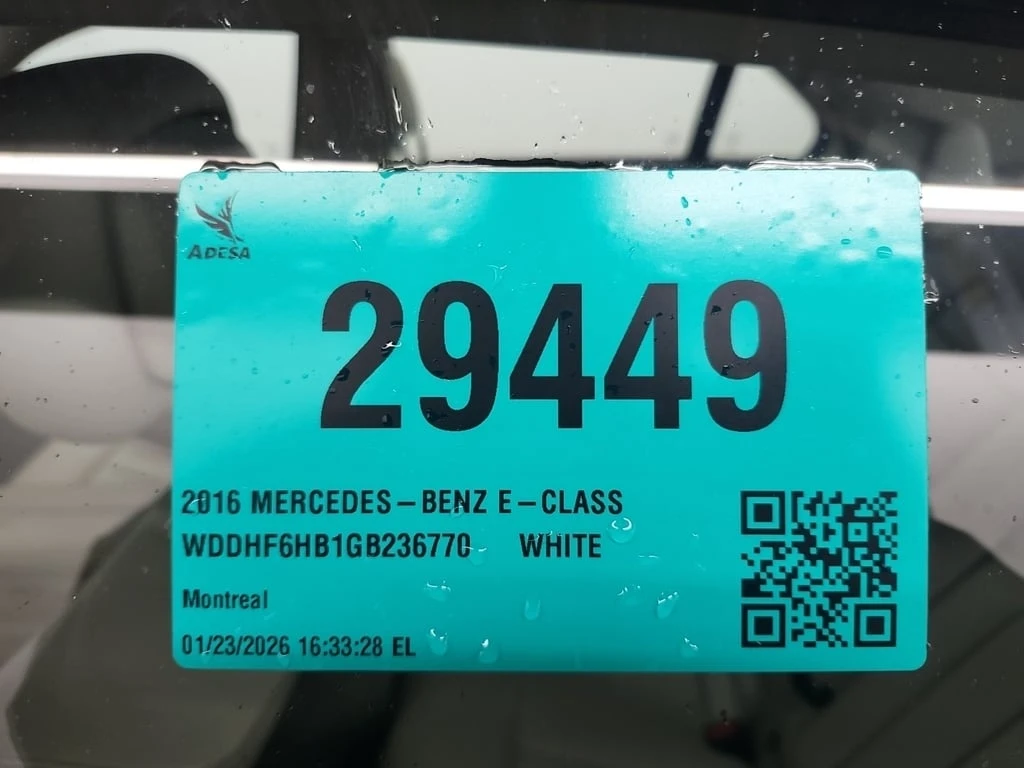 ADESA
29449
2016 MERCEDES-BENZ E-CLASS
WDDHF6HB1GB236770 WHITE
Montreal
01/23/2026 16:33:28 EL